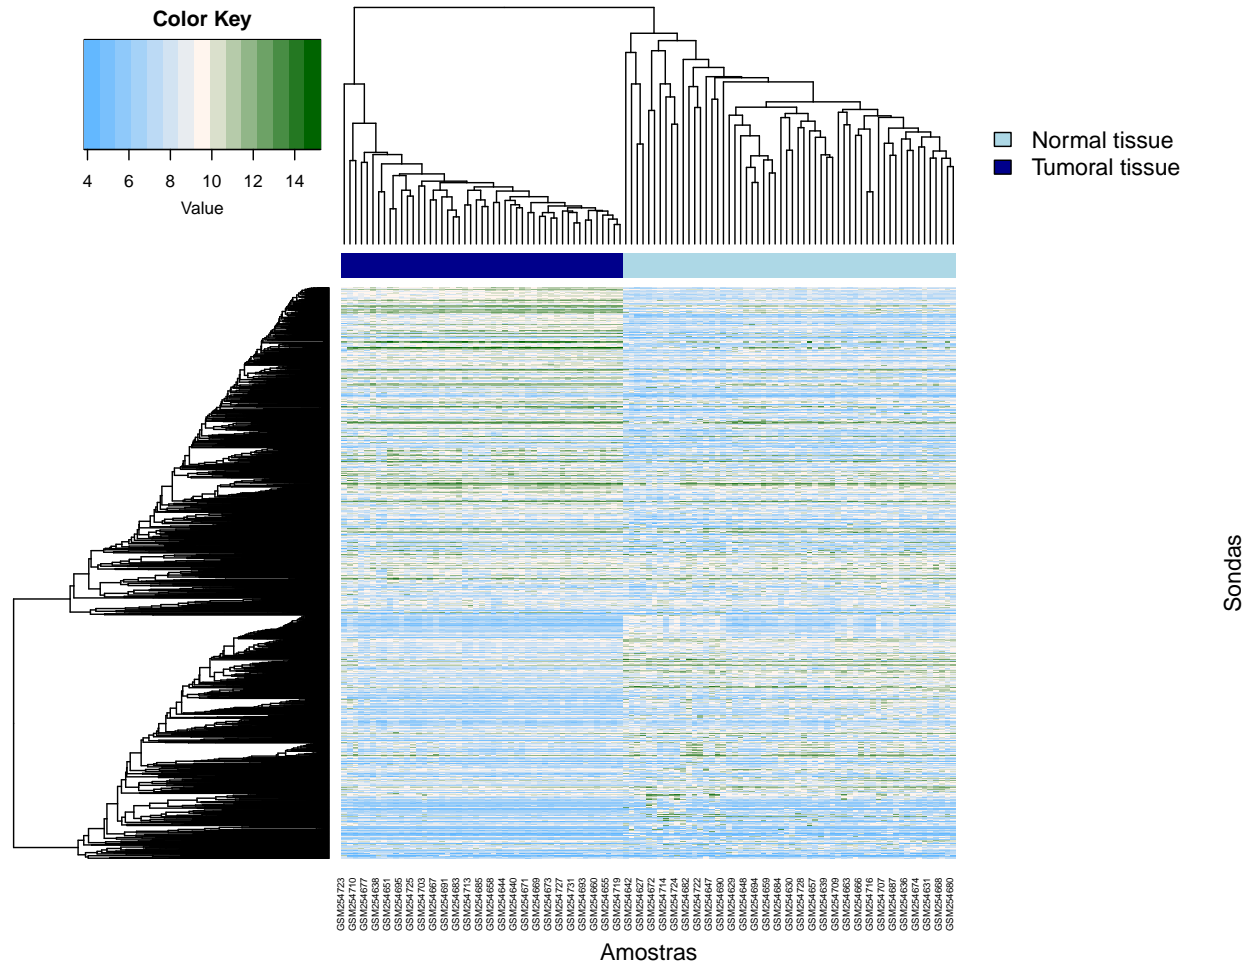 Color Key
4 6 8 10 12 14
Value
Normal tissue
Tumoral tissue
Sondas
GSM254723
GSM254710
GSM254677
GSM254638
GSM254651
GSM254695
GSM254725
GSM254703
GSM254667
GSM254691
GSM254683
GSM254713
GSM254685
GSM254658
GSM254644
GSM254640
GSM254671
GSM254669
GSM254673
GSM254727
GSM254731
GSM254693
GSM254660
GSM254655
GSM254719
GSM254642
GSM254627
GSM254672
GSM254714
GSM254724
GSM254682
GSM254722
GSM254647
GSM254690
GSM254629
GSM254648
GSM254694
GSM254659
GSM254684
GSM254630
GSM254728
GSM254657
GSM254639
GSM254709
GSM254663
GSM254666
GSM254716
GSM254707
GSM254687
GSM254636
GSM254674
GSM254631
GSM254668
GSM254680
Amostras